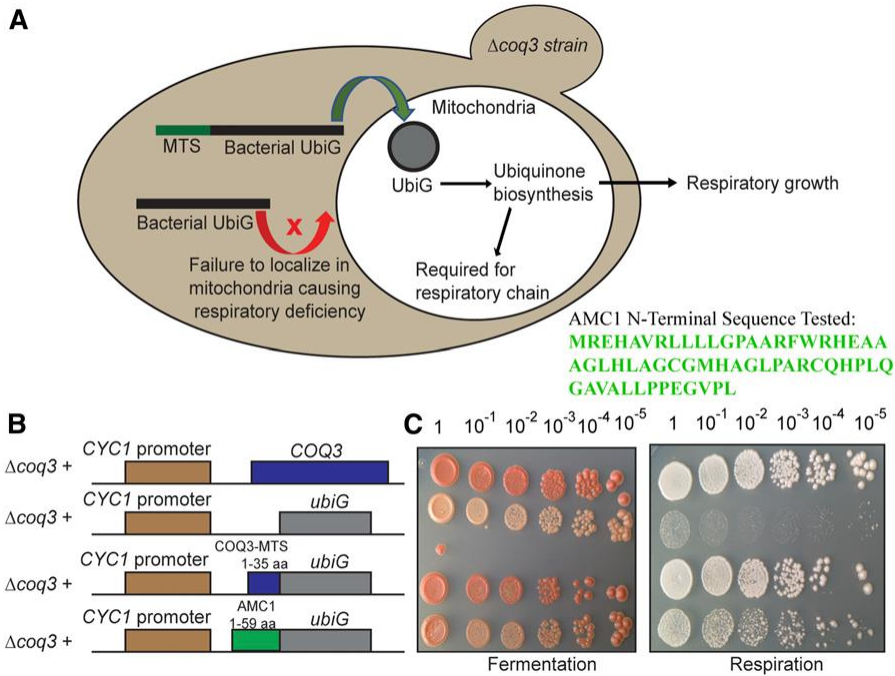 A
Δcoq3 strain
Mitochondria
MTS
Bacterial UbiG
UbiG
Ubiquinone
biosynthesis
Respiratory growth
Bacterial UbiG
X
Failure to localize in
mitochondria causing
respiratory deficiency
Required for
respiratory chain
AMC1 N-Terminal Sequence Tested:
MREHAVRLLLLGPAARFWRHEAA
AGLHLAGCGMHAGLPARCQHPLQ
GAVALLPPEGVPL
B
CYC1 promoter
COQ3
Δcoq3 +
CYC1 promoter
ubiG
Δcoq3 +
COQ3-MTS
CYC1 promoter
1-35 aa
ubiG
Δcoq3 +
AMC1
CYC1 promoter
1-59 aa
ubiG
Δcoq3 +
C
1 10-1 10-2 10-3 10-4 10-5
1 10-1 10-2 10-3 10-4 10-5
Fermentation
Respiration